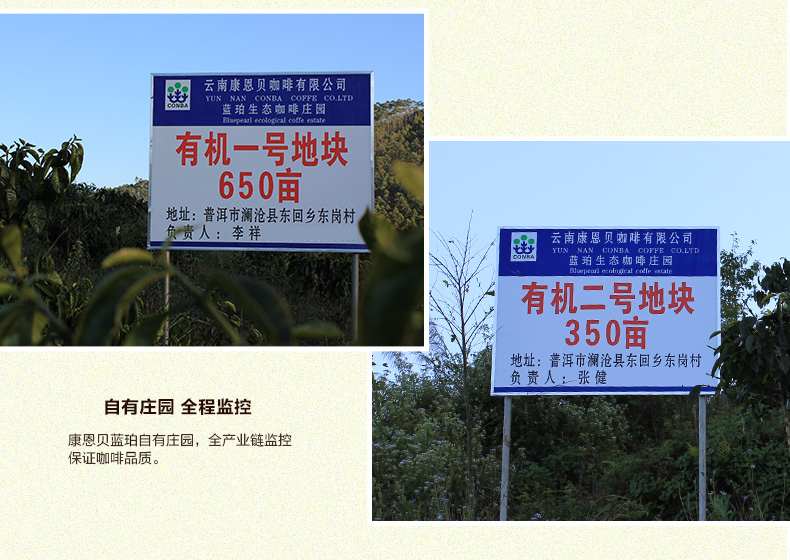 CONBA
云南康恩贝咖啡有限公司
YUN NAN CONBA COFFE CO.LTD
蓝珀生态咖啡庄园
Bluepearl ecological coffe estate
有机一号地块
650亩
地址：普洱市澜沧县东回乡东岗村
负责人：李祥
CONBA
云南康恩贝咖啡有限公司
YUN NAN CONBA COFFE CO.LTD
蓝珀生态咖啡庄园
Bluepearl ecological coffe estate
有机二号地块
350亩
地址：普洱市澜沧县东回乡东岗村
负责人：张健
自有庄园 全程监控
康恩贝蓝珀自有庄园，全产业链监控
保证咖啡品质。